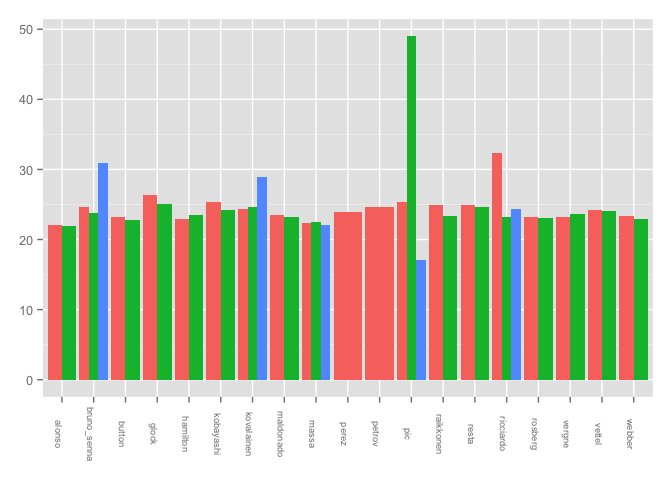 50
40
30
20
10
0
alonso
bruno_senna
button
glock
hamilton
kobayashi
kovalainen
maldonado
massa
perez
petrov
pic
raikkonen
resta
ricciardo
rosberg
vergne
vettel
webber